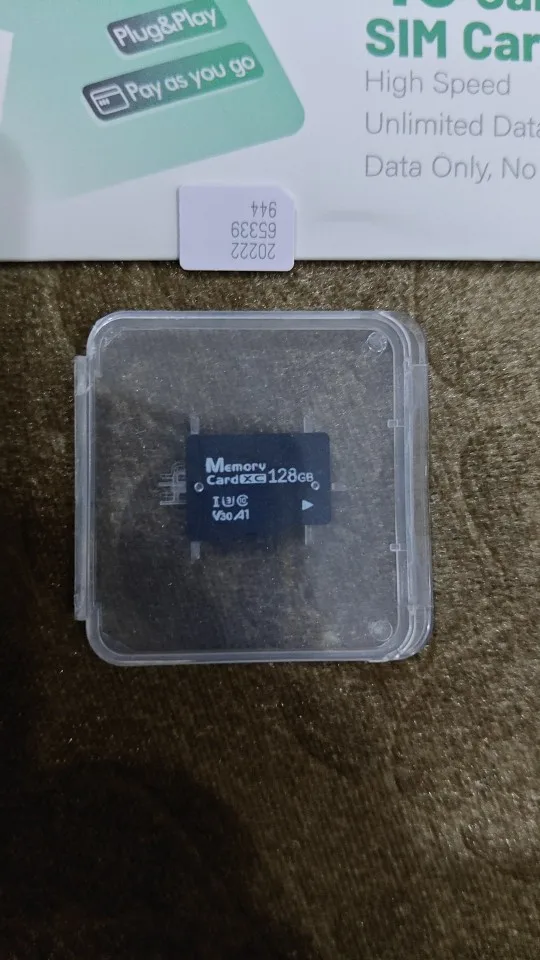 Plug&Play
Pay as you go
SIM Car
High Speed
Unlimited Data
Data Only, No
20222
65339
944
Memory
Card XC 128GB
I U3 C10
V30 A1